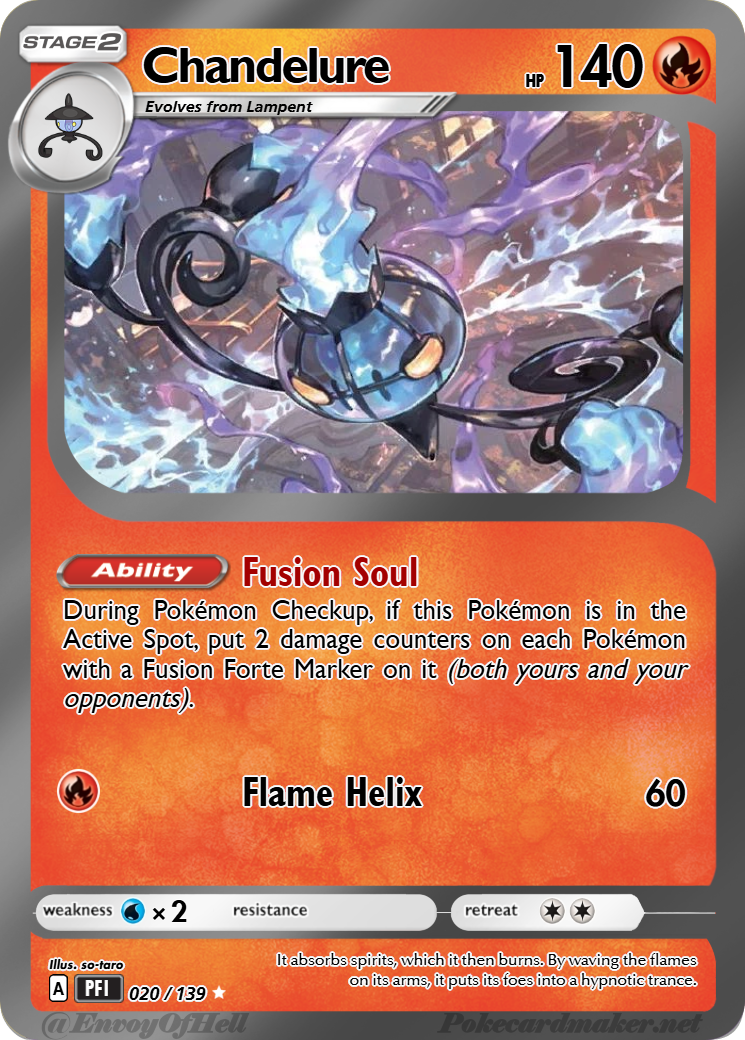 STAGE2
Chandelure
HP 140
Evolves from Lampent
Ability Fusion Soul
During Pokémon Checkup, if this Pokémon is in the
Active Spot, put 2 damage counters on each Pokémon
with a Fusion Forte Marker on it (both yours and your
opponents).
Flame Helix 60
weakness × 2 resistance retreat
Illus. so-taro
A PFI 020 / 139
It absorbs spirits, which it then burns. By waving the flames
on its arms, it puts its foes into a hypnotic trance.
@EnvoyOfHell Pokecardmaker.net